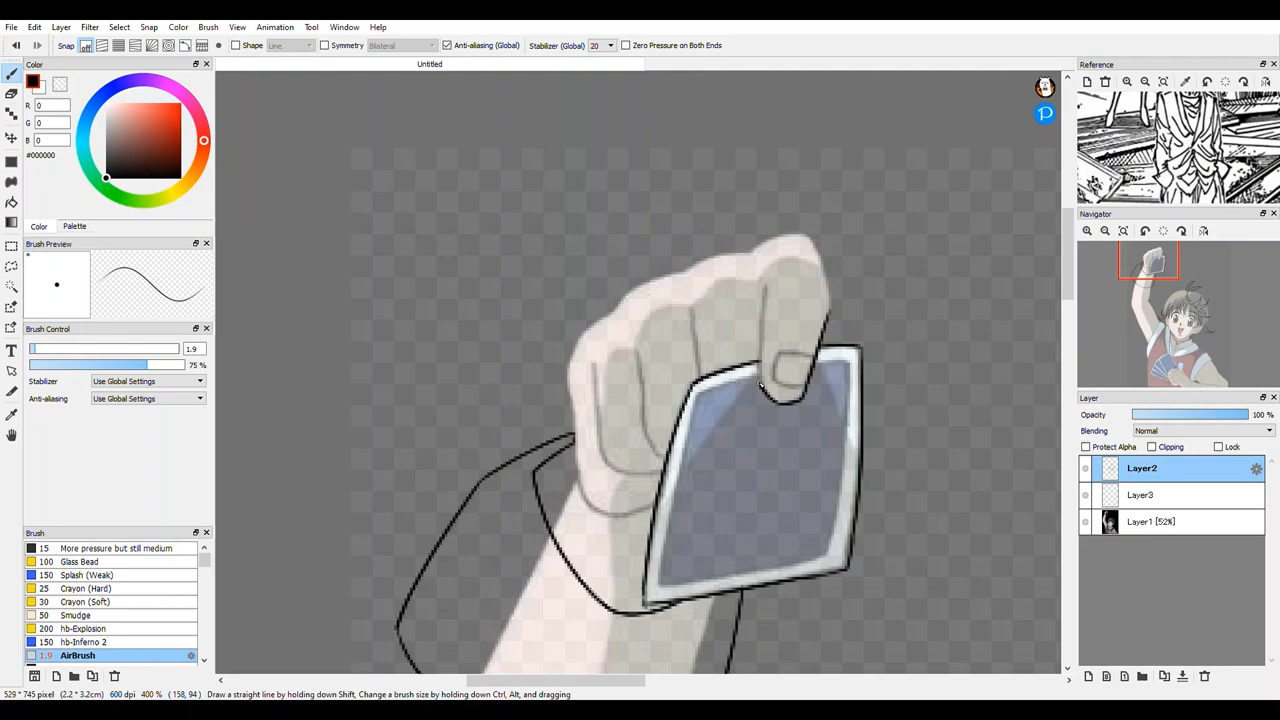 File Edit Layer Filter Select Snap Color Brush View Animation Tool Window Help
Snap off Shape Line Symmetry Bilateral Anti-aliasing (Global) Stabilizer (Global) 20 Zero Pressure on Both Ends
Color
Untitled
Reference
R 0
G 0
B 0
#000000
Color Palette
Navigator
Brush Preview
Brush Control
1.9
75 %
Stabilizer Use Global Settings
Anti-aliasing Use Global Settings
Layer
Opacity 100 %
Blending Normal
Protect Alpha Clipping Lock
Layer2
Layer3
Layer1 [52%]
Brush
15 More pressure but still medium
100 Glass Bead
150 Splash (Weak)
25 Crayon (Hard)
30 Crayon (Soft)
50 Smudge
200 hb-Explosion
150 hb-Inferno 2
1.9 AirBrush
529 * 745 pixel (2.2 * 3.2cm) 600 dpi 400 % (158, 94) Draw a straight line by holding down Shift, Change a brush size by holding down Ctrl, Alt, and dragging